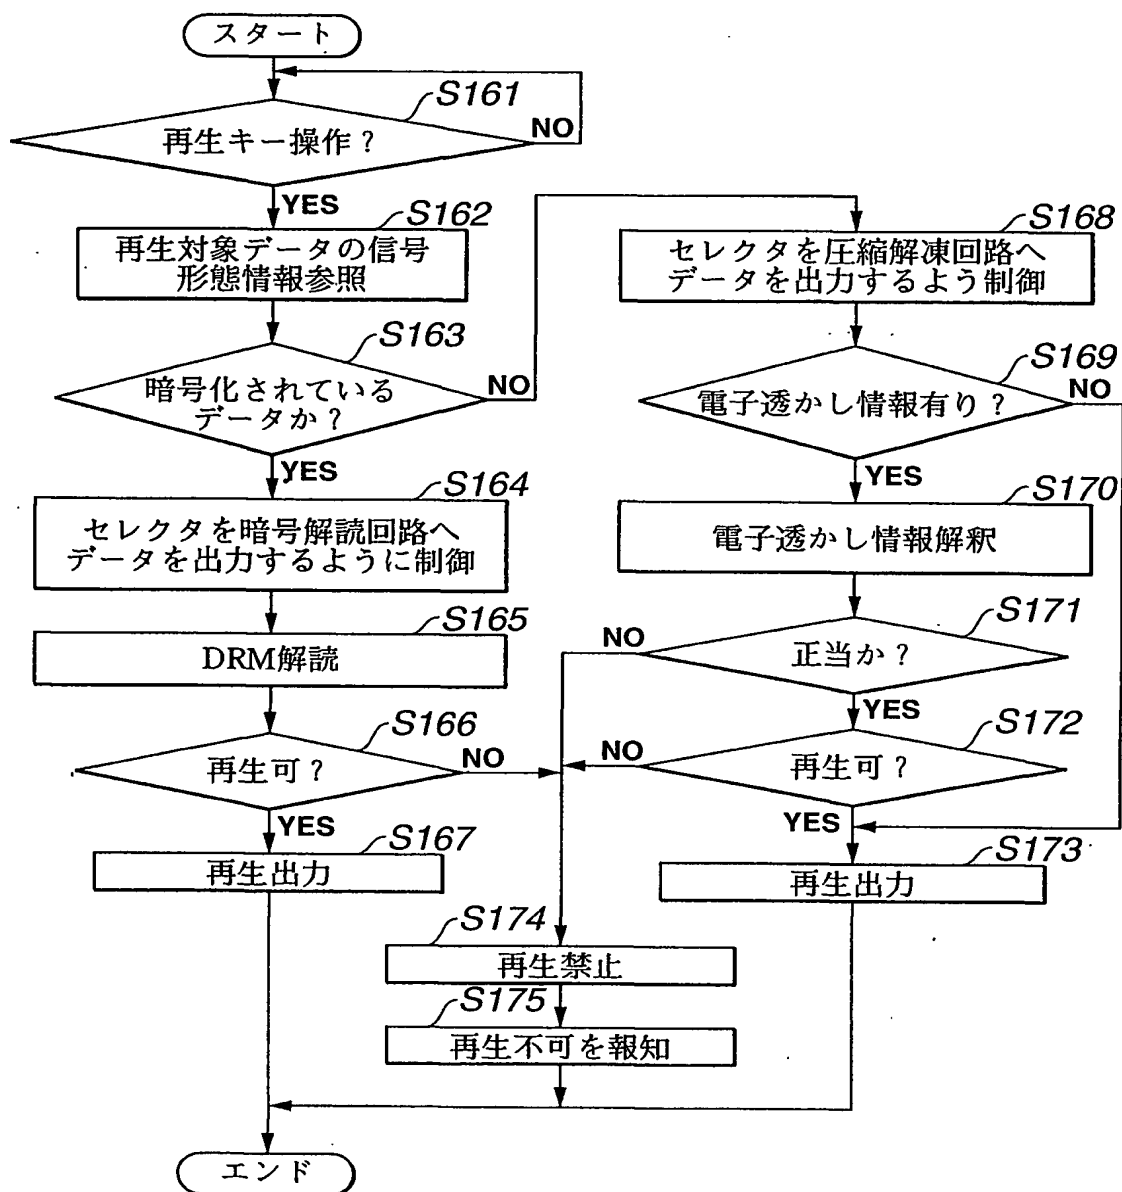 スタート
S161
再生キー操作？
NO
YES
S162
再生対象データの信号
形態情報参照
S163
暗号化されている
データか？
NO
YES
S164
セレクタを暗号解読回路へ
データを出力するように制御
S165
DRM解読
S166
再生可？
NO
YES
S167
再生出力
S168
セレクタを圧縮解凍回路へ
データを出力するよう制御
S169
電子透かし情報有り？
NO
YES
S170
電子透かし情報解釈
S171
正当か？
NO
YES
S172
再生可？
NO
YES
S173
再生出力
S174
再生禁止
S175
再生不可を報知
エンド